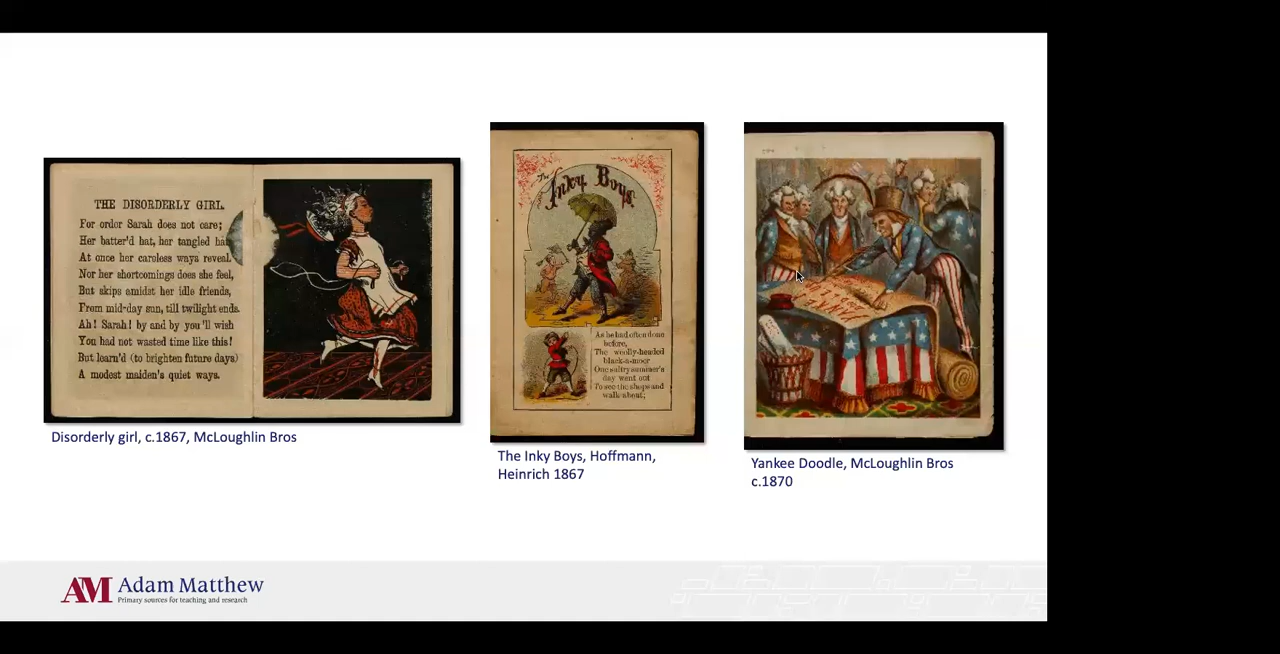 THE DISORDERLY GIRL.
For order Sarah does not care;
Her batter'd hat, her tangled
At once her careless ways reveal.
Nor her shortcomings does she feel,
But skips amidst her idle friends,
From mid-day sun, till twilight ends.
Ah! Sarah! by and by you'll wish
You had not wasted time like this!
But learn'd (to brighten future days)
A modest maiden's quiet ways.
Disorderly girl, c.1867, McLoughlin Bros
The
Inky Boys.
As he had often done
before,
The woolly-headed
black-a-moor
One sultry summer's
day went out
To see the shops and
walk about;
The Inky Boys, Hoffmann,
Heinrich 1867
Yankee Doodle, McLoughlin Bros
c.1870
AM Adam Matthew
Primary sources for teaching and research